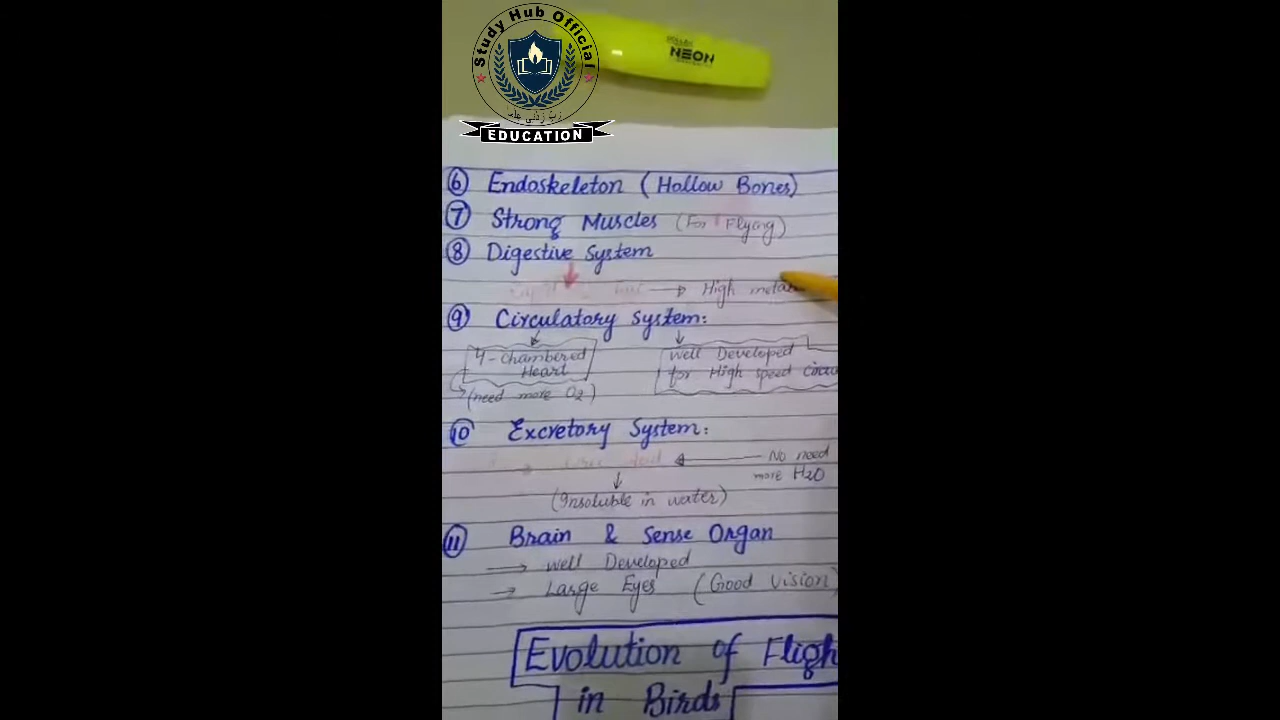 Study Hub Official
رَبِّ زِدْنِي عِلْمًا
EDUCATION
NEON
⑥ Endoskeleton (Hollow Bones)
⑦ Strong Muscles (For Flying)
⑧ Digestive System
→ High
⑨ Circulatory System:
4-Chambered Heart
(need more O2)
Well Developed
for High speed
⑩ Excretory System:
No need
more H2O
(Insoluble in water)
⑪ Brain & Sense Organ
→ Well Developed
→ Large Eyes (Good Vision)
Evolution of Fligh
in Birds